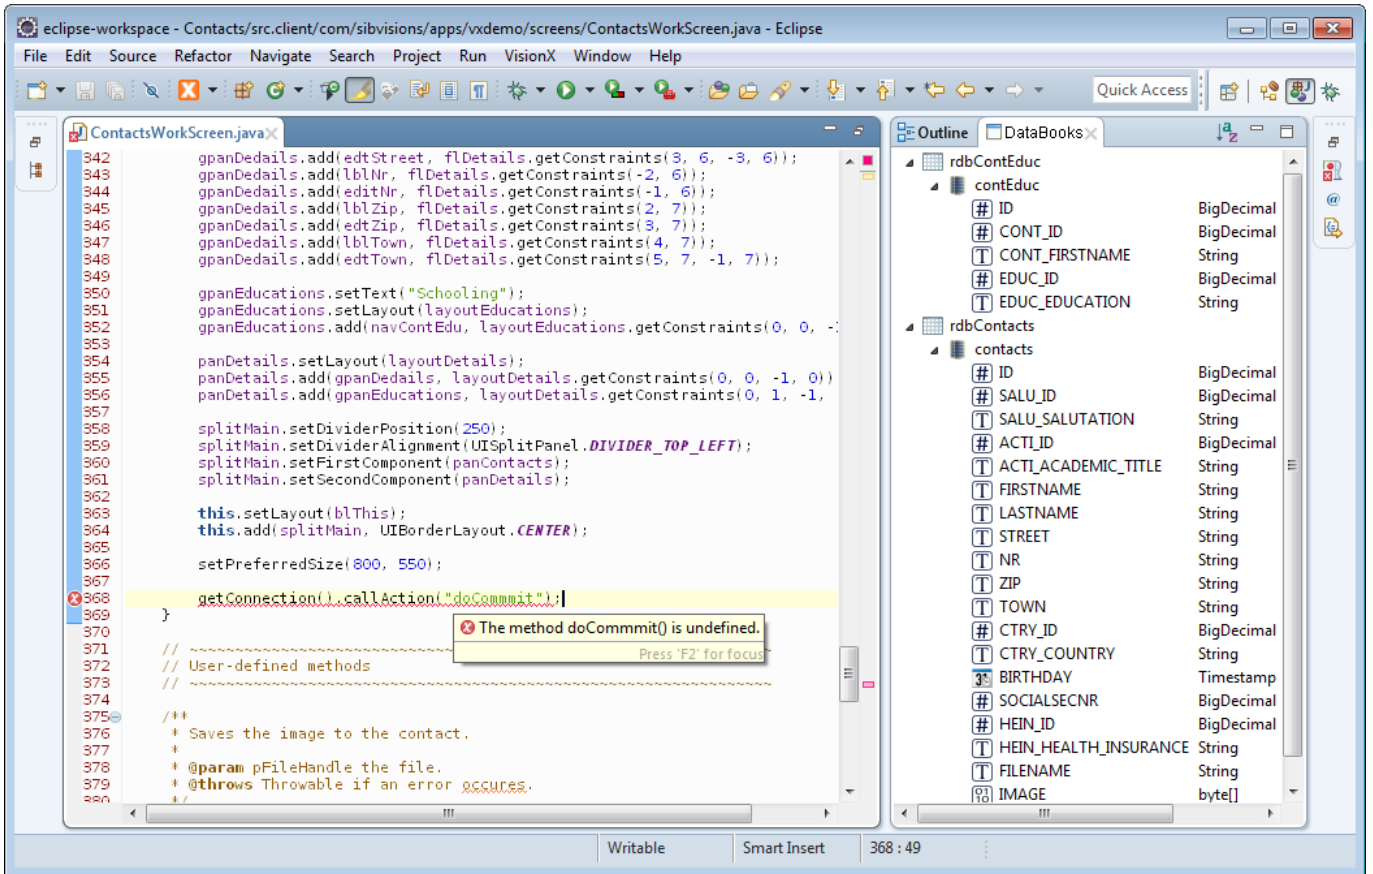 eclipse-workspace - Contacts/src.client/com/sibvisions/apps/vxdemo/screens/ContactsWorkScreen.java - Eclipse
File Edit Source Refactor Navigate Search Project Run VisionX Window Help
Quick Access
ContactsWorkScreen.java
342 gpanDedails.add(edtStreet, flDetails.getConstraints(3, 6, -3, 6));
343 gpanDedails.add(lblNr, flDetails.getConstraints(-2, 6));
344 gpanDedails.add(editNr, flDetails.getConstraints(-1, 6));
345 gpanDedails.add(lblZip, flDetails.getConstraints(2, 7));
346 gpanDedails.add(edtZip, flDetails.getConstraints(3, 7));
347 gpanDedails.add(lblTown, flDetails.getConstraints(4, 7));
348 gpanDedails.add(edtTown, flDetails.getConstraints(5, 7, -1, 7));
349
350 gpanEducations.setText("Schooling");
351 gpanEducations.setLayout(layoutEducations);
352 gpanEducations.add(navContEdu, layoutEducations.getConstraints(0, 0, -
353
354 panDetails.setLayout(layoutDetails);
355 panDetails.add(gpanDedails, layoutDetails.getConstraints(0, 0, -1, 0))
356 panDetails.add(gpanEducations, layoutDetails.getConstraints(0, 1, -1,
357
358 splitMain.setDividerPosition(250);
359 splitMain.setDividerAlignment(UISplitPanel.DIVIDER_TOP_LEFT);
360 splitMain.setFirstComponent(panContacts);
361 splitMain.setSecondComponent(panDetails);
362
363 this.setLayout(blThis);
364 this.add(splitMain, UIBorderLayout.CENTER);
365
366 setPreferredSize(800, 550);
367
368 getConnection().callAction("doCommmit");
369 }
The method doCommmit() is undefined.
Press 'F2' for focus
370
371 // ~~~~~~~~~~~~~~~~~~~~~~~~~~~~~~~~~~~~~~~~~~~~~~~~~~~~~~~~~~~~~~~~
372 // User-defined methods
373 // ~~~~~~~~~~~~~~~~~~~~~~~~~~~~~~~~~~~~~~~~~~~~~~~~~~~~~~~~~~~~~~~~
374
375 /**
376 * Saves the image to the contact.
377 *
378 * @param pFileHandle the file.
379 * @throws Throwable if an error occures.
380 */
Outline DataBooks
rdbContEduc
contEduc
# ID BigDecimal
# CONT_ID BigDecimal
T CONT_FIRSTNAME String
# EDUC_ID BigDecimal
T EDUC_EDUCATION String
rdbContacts
contacts
# ID BigDecimal
# SALU_ID BigDecimal
T SALU_SALUTATION String
# ACTI_ID BigDecimal
T ACTI_ACADEMIC_TITLE String
T FIRSTNAME String
T LASTNAME String
T STREET String
T NR String
T ZIP String
T TOWN String
# CTRY_ID BigDecimal
T CTRY_COUNTRY String
BIRTHDAY Timestamp
# SOCIALSECNR BigDecimal
# HEIN_ID BigDecimal
T HEIN_HEALTH_INSURANCE String
T FILENAME String
IMAGE byte[]
Writable Smart Insert 368 : 49